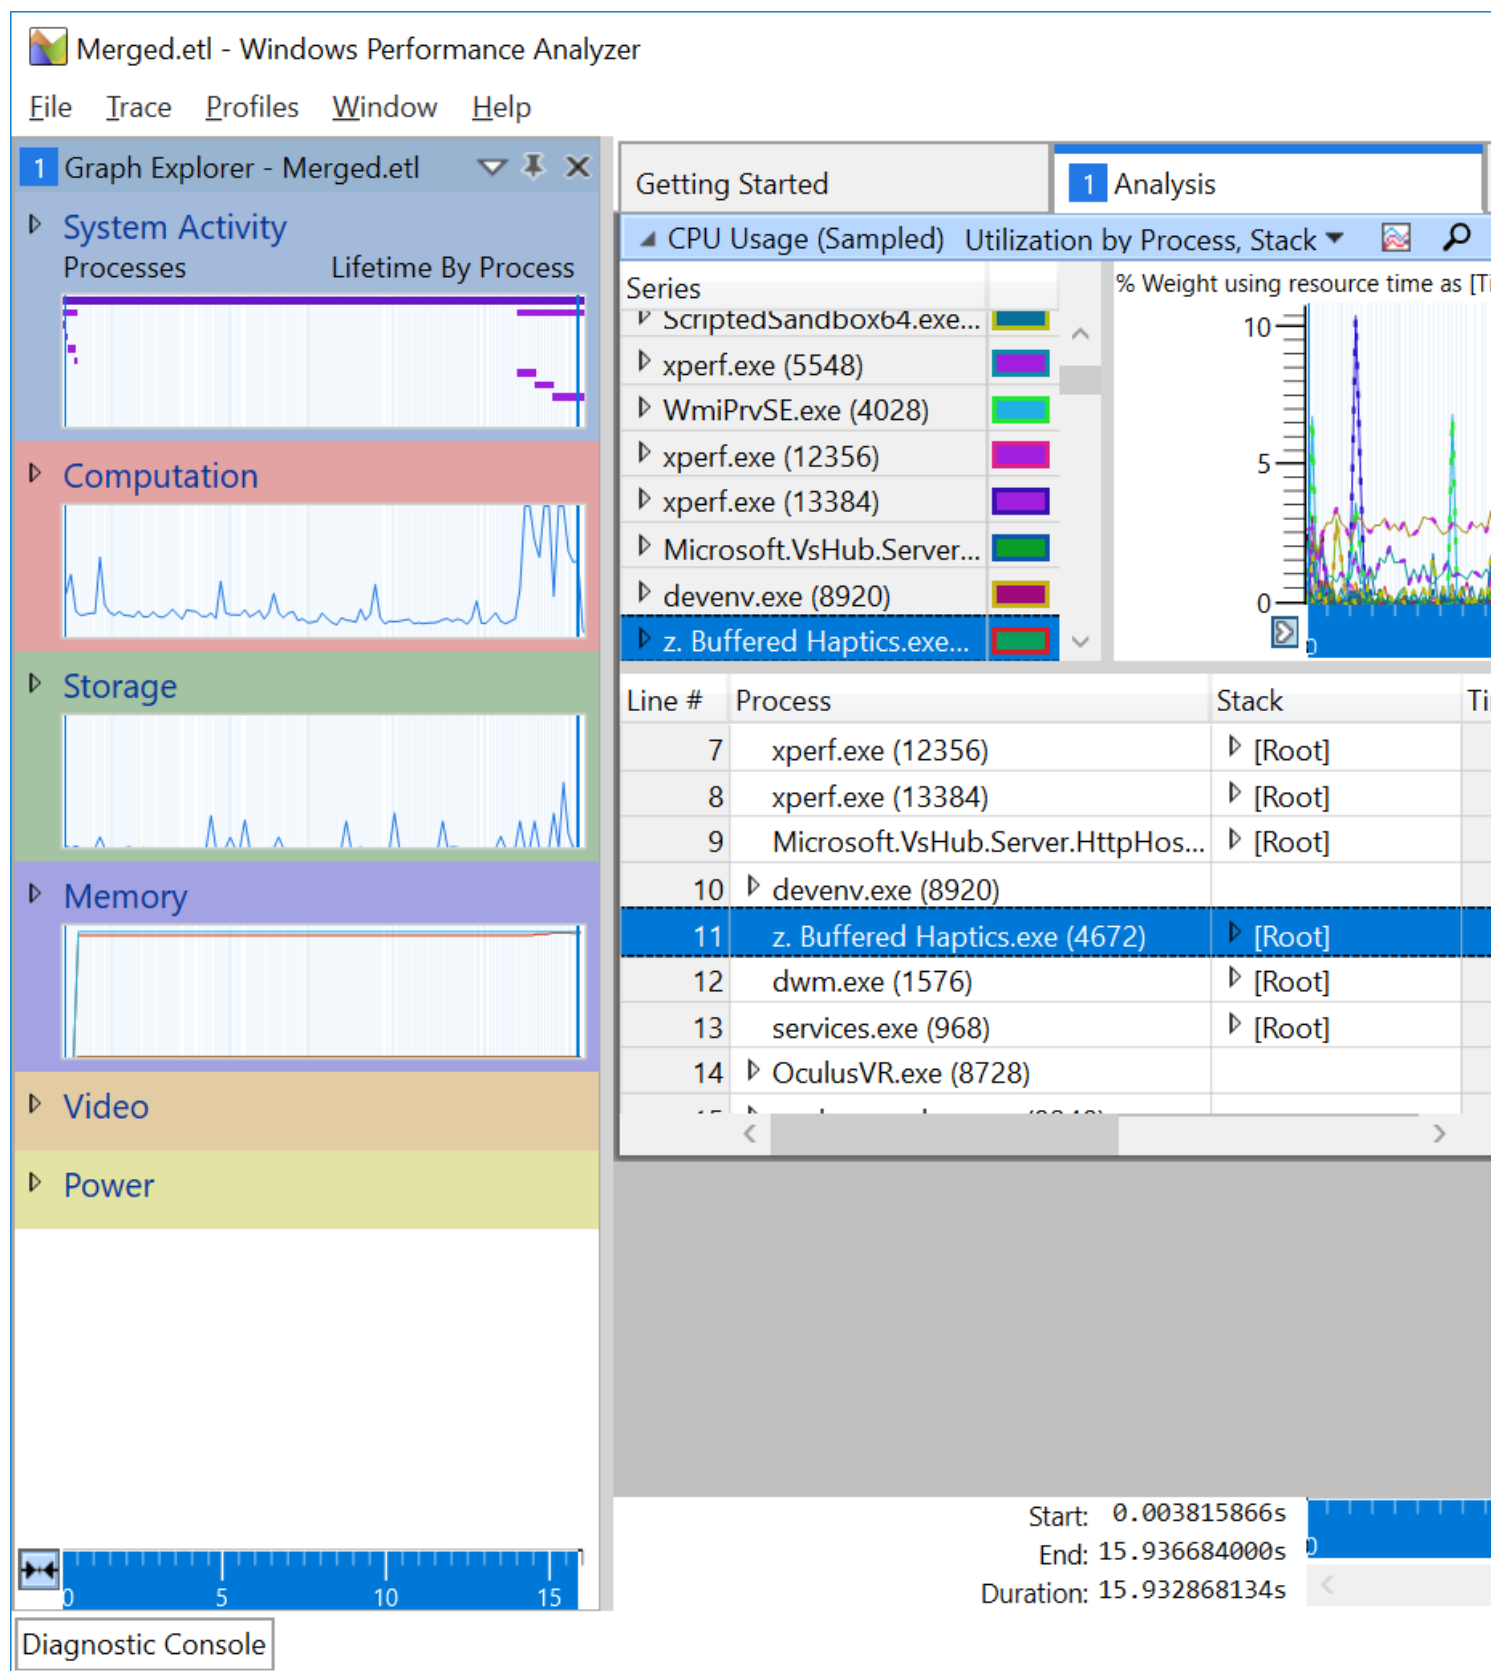 Merged.etl - Windows Performance Analyzer
File Trace Profiles Window Help
1 Graph Explorer - Merged.etl
System Activity
Processes Lifetime By Process
Computation
Storage
Memory
Video
Power
0 5 10 15
Diagnostic Console
Getting Started
1 Analysis
CPU Usage (Sampled) Utilization by Process, Stack
Series
ScriptedSandbox64.exe...
xperf.exe (5548)
WmiPrvSE.exe (4028)
xperf.exe (12356)
xperf.exe (13384)
Microsoft.VsHub.Server...
devenv.exe (8920)
z. Buffered Haptics.exe...
% Weight using resource time as [Ti
10
5
0
0
Line # Process Stack Ti
7 xperf.exe (12356) [Root]
8 xperf.exe (13384) [Root]
9 Microsoft.VsHub.Server.HttpHos... [Root]
10 devenv.exe (8920)
11 z. Buffered Haptics.exe (4672) [Root]
12 dwm.exe (1576) [Root]
13 services.exe (968) [Root]
14 OculusVR.exe (8728)
Start: 0.003815866s
End: 15.936684000s
Duration: 15.932868134s
0